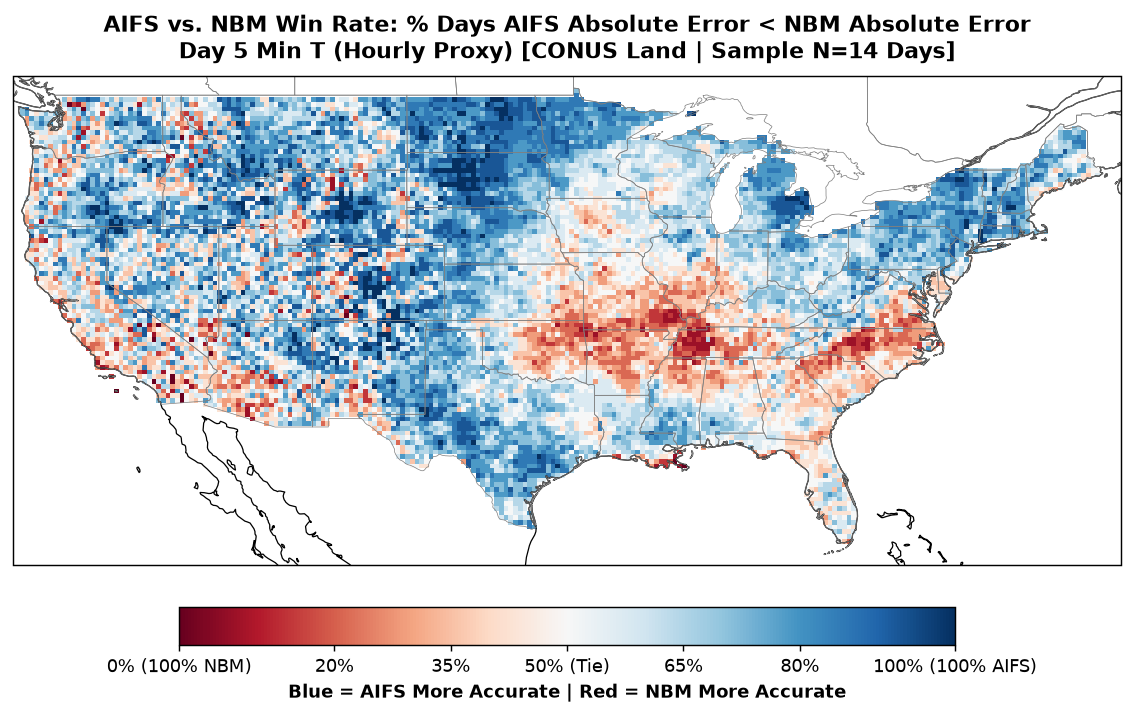 AIFS vs. NBM Win Rate: % Days AIFS Absolute Error < NBM Absolute Error
Day 5 Min T (Hourly Proxy) [CONUS Land | Sample N=14 Days]
0% (100% NBM) 20% 35% 50% (Tie) 65% 80% 100% (100% AIFS)
Blue = AIFS More Accurate | Red = NBM More Accurate